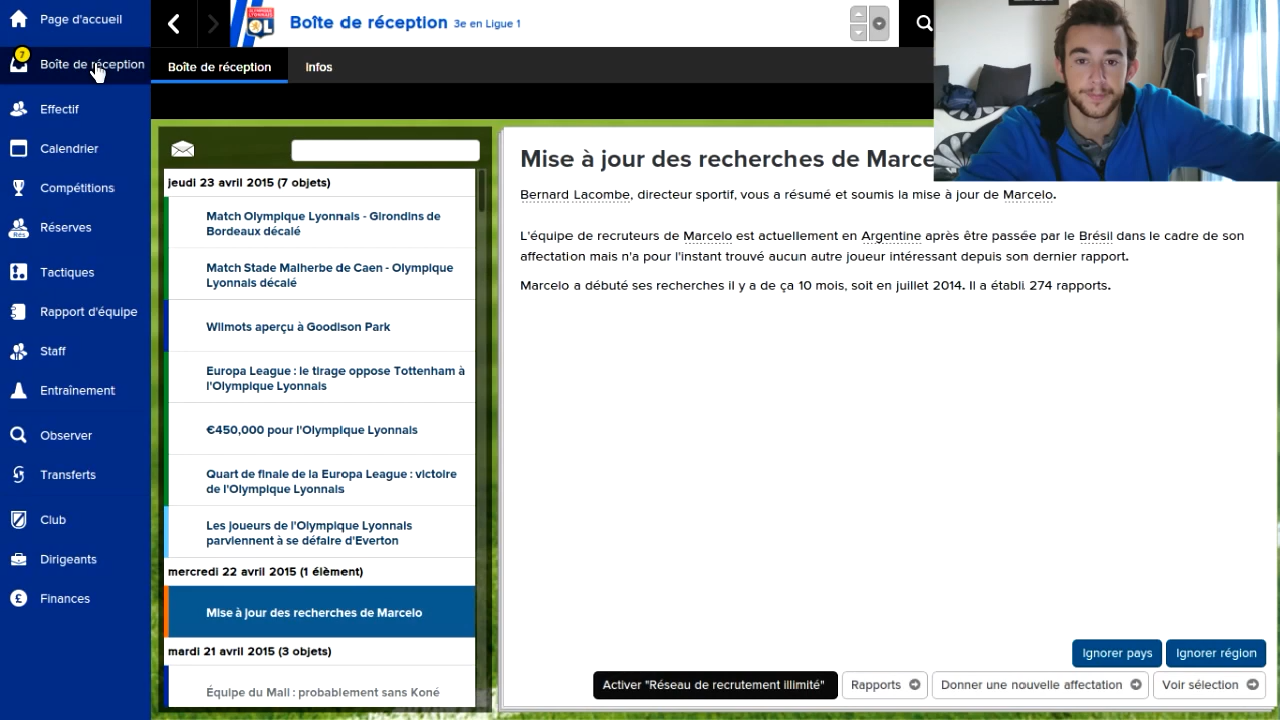 Page d'accueil
7
Boîte de réception
Effectif
Calendrier
Compétitions
Rés
Réserves
Tactiques
Rapport d'équipe
Staff
Entraînement
Observer
Transferts
Club
Dirigeants
£
Finances
OL
Boîte de réception 3e en Ligue 1
Boîte de réception
Infos
jeudi 23 avril 2015 (7 objets)
Match Olympique Lyonnais - Girondins de
Bordeaux décalé
Match Stade Malherbe de Caen - Olympique
Lyonnais décalé
Wilmots aperçu à Goodison Park
Europa League : le tirage oppose Tottenham à
l'Olympique Lyonnais
€450,000 pour l'Olympique Lyonnais
Quart de finale de la Europa League : victoire
de l'Olympique Lyonnais
Les joueurs de l'Olympique Lyonnais
parviennent à se défaire d'Everton
mercredi 22 avril 2015 (1 élèment)
Mise à jour des recherches de Marcelo
mardi 21 avril 2015 (3 objets)
Équipe du Mali : probablement sans Koné
Mise à jour des recherches de Marce
Bernard Lacombe, directeur sportif, vous a résumé et soumis la mise à jour de Marcelo.
L'équipe de recruteurs de Marcelo est actuellement en Argentine après être passée par le Brésil dans le cadre de son
affectation mais n'a pour l'instant trouvé aucun autre joueur intéressant depuis son dernier rapport.
Marcelo a débuté ses recherches il y a de ça 10 mois, soit en juillet 2014. Il a établi 274 rapports.
Ignorer pays
Ignorer région
Activer "Réseau de recrutement illimité"
Rapports
Donner une nouvelle affectation
Voir sélection